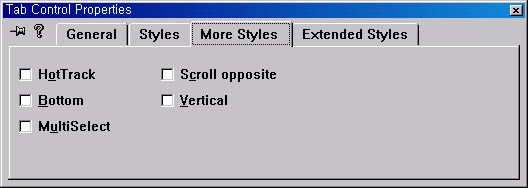 Tab Control Properties
General Styles More Styles Extended Styles
HotTrack Scroll opposite
Bottom Vertical
MultiSelect